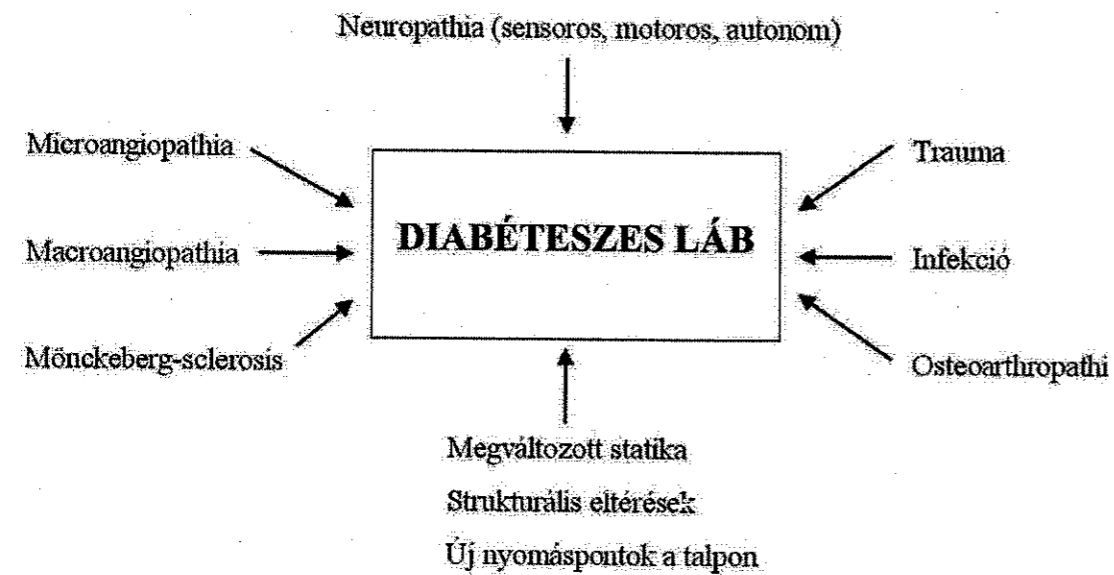 Neuropathia (sensoros, motoros, autonom)
Microangiopathia
Trauma
DIABÉTESZES LÁB
Macroangiopathia
Infekció
Mönckeberg-sclerosis
Osteoarthropathi
Megváltozott statika
Strukturális eltérések
Új nyomáspontok a talpon